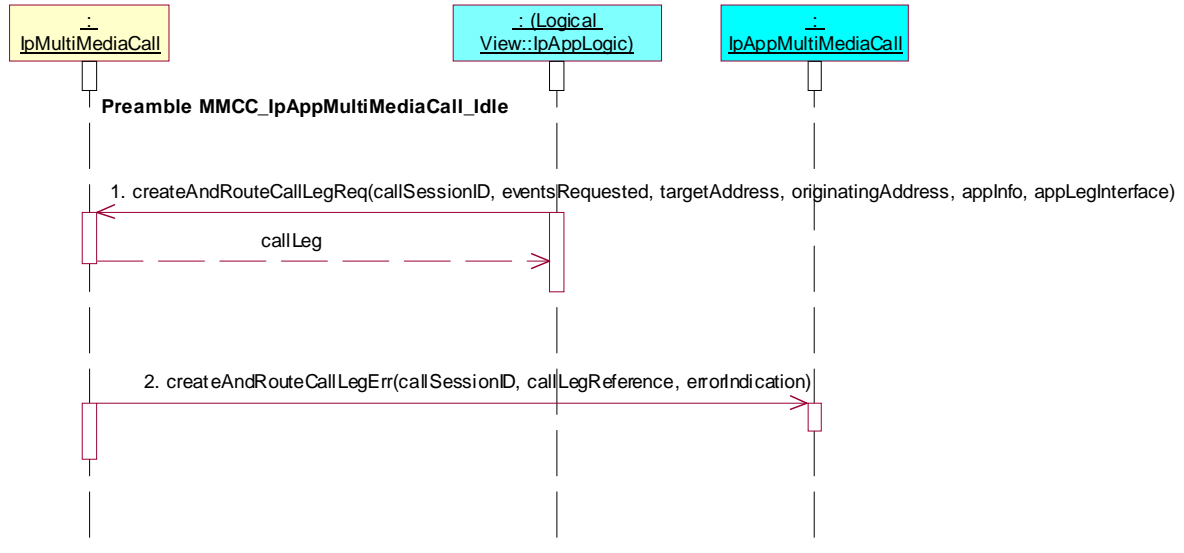 :
IpMultiMediaCall
: (Logical
View::IpAppLogic)
:
IpAppMultiMediaCall
Preamble MMCC_IpAppMultiMediaCall_Idle
1. createAndRouteCallLegReq(callSessionID, eventsRequested, targetAddress, originatingAddress, appInfo, appLegInterface)
callLeg
2. createAndRouteCallLegErr(callSessionID, callLegReference, errorIndication)